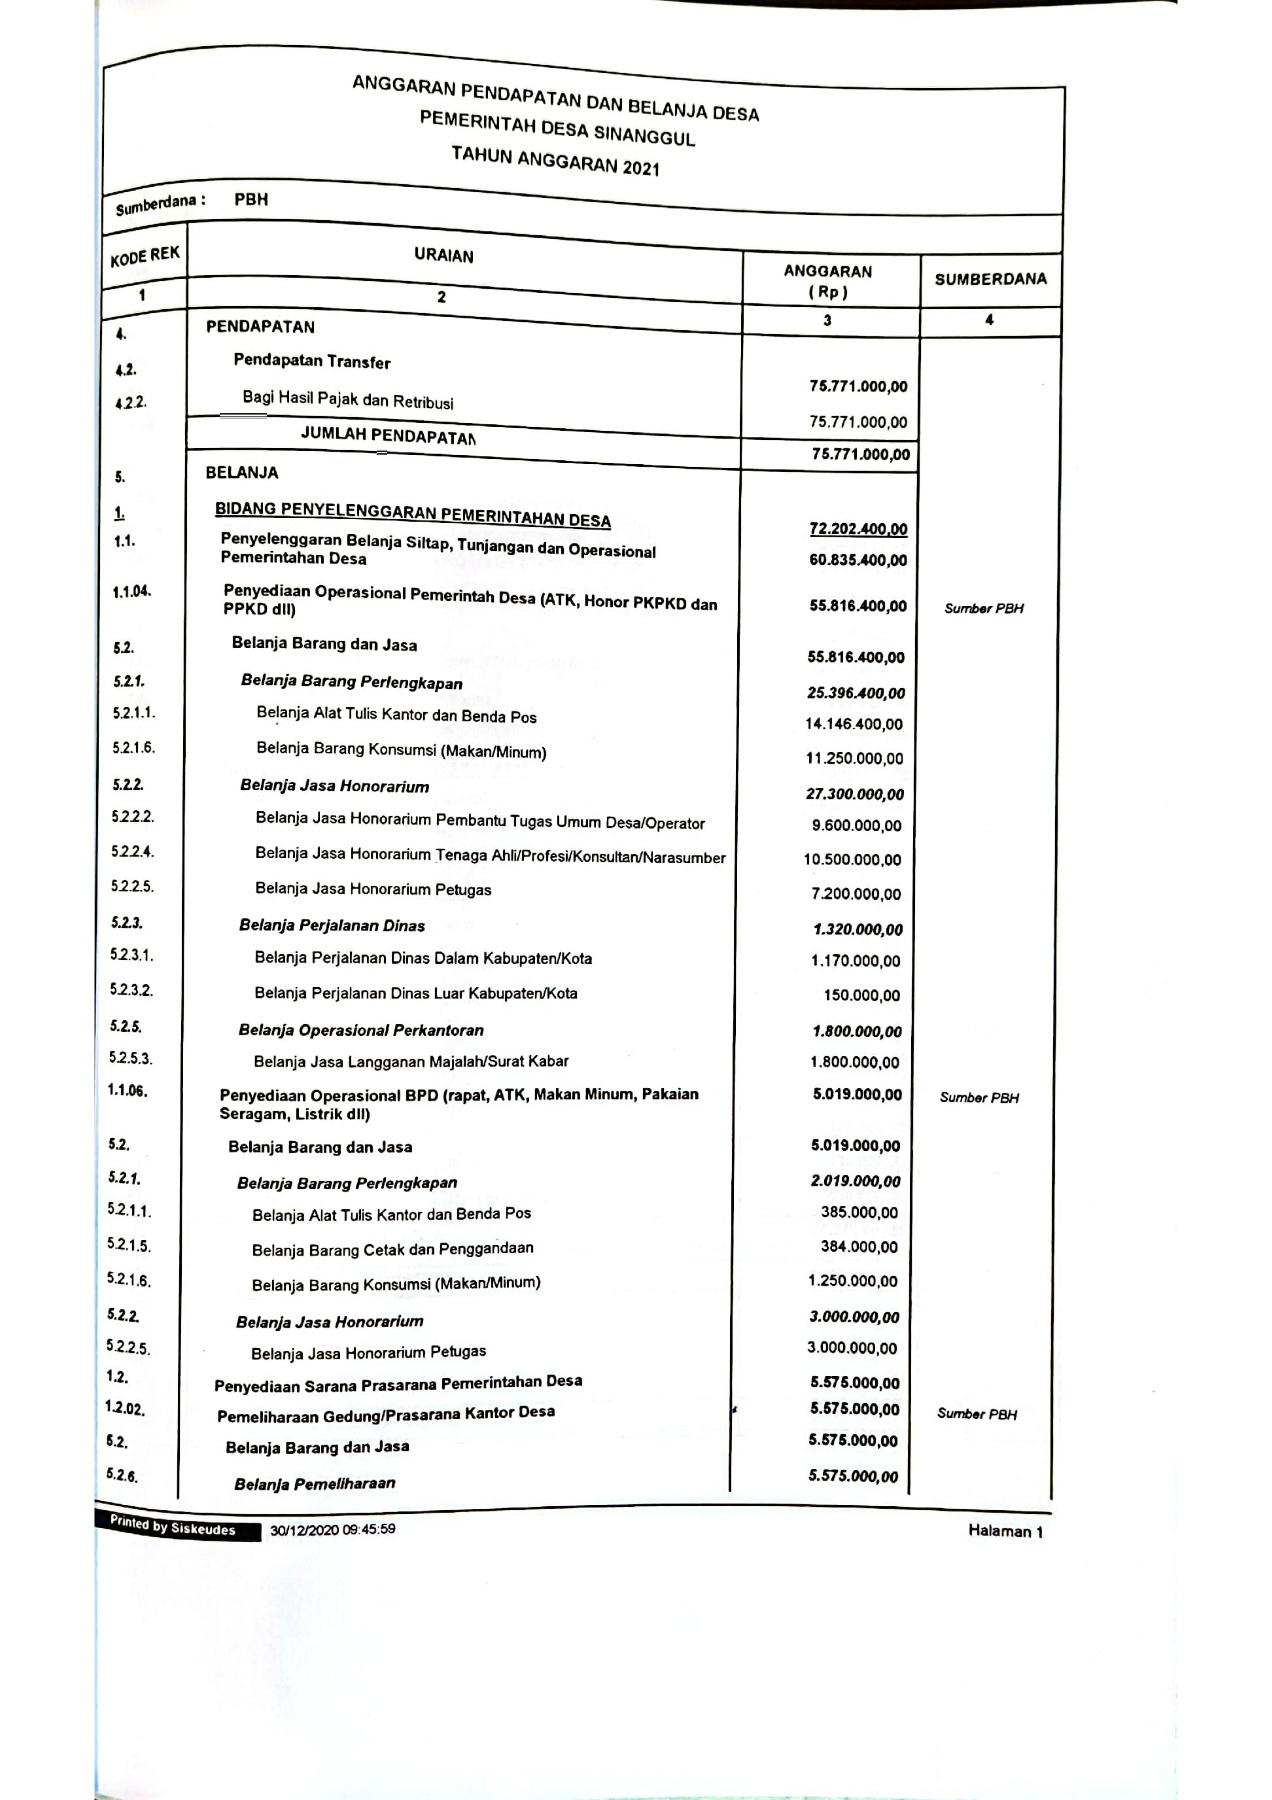 ANGGARAN PENDAPATAN DAN BELANJA DESA
PEMERINTAH DESA SINANGGUL
TAHUN ANGGARAN 2021
Sumberdana : PBH
KODE REK URAIAN ANGGARAN ( Rp ) SUMBERDANA
1 2 3 4
4. PENDAPATAN
4.2. Pendapatan Transfer 75.771.000,00
4.2.2. Bagi Hasil Pajak dan Retribusi 75.771.000,00
JUMLAH PENDAPATAN 75.771.000,00
5. BELANJA
1. BIDANG PENYELENGGARAN PEMERINTAHAN DESA 72.202.400,00
1.1. Penyelenggaran Belanja Siltap, Tunjangan dan Operasional 60.835.400,00
Pemerintahan Desa
1.1.04. Penyediaan Operasional Pemerintah Desa (ATK, Honor PKPKD dan 55.816.400,00 Sumber PBH
PPKD dll)
5.2. Belanja Barang dan Jasa 55.816.400,00
5.2.1. Belanja Barang Perlengkapan 25.396.400,00
5.2.1.1. Belanja Alat Tulis Kantor dan Benda Pos 14.146.400,00
5.2.1.6. Belanja Barang Konsumsi (Makan/Minum) 11.250.000,00
5.2.2. Belanja Jasa Honorarium 27.300.000,00
5.2.2.2. Belanja Jasa Honorarium Pembantu Tugas Umum Desa/Operator 9.600.000,00
5.2.2.4. Belanja Jasa Honorarium Tenaga Ahli/Profesi/Konsultan/Narasumber 10.500.000,00
5.2.2.5. Belanja Jasa Honorarium Petugas 7.200.000,00
5.2.3. Belanja Perjalanan Dinas 1.320.000,00
5.2.3.1. Belanja Perjalanan Dinas Dalam Kabupaten/Kota 1.170.000,00
5.2.3.2. Belanja Perjalanan Dinas Luar Kabupaten/Kota 150.000,00
5.2.5. Belanja Operasional Perkantoran 1.800.000,00
5.2.5.3. Belanja Jasa Langganan Majalah/Surat Kabar 1.800.000,00
1.1.06. Penyediaan Operasional BPD (rapat, ATK, Makan Minum, Pakaian 5.019.000,00 Sumber PBH
Seragam, Listrik dll)
5.2. Belanja Barang dan Jasa 5.019.000,00
5.2.1. Belanja Barang Perlengkapan 2.019.000,00
5.2.1.1. Belanja Alat Tulis Kantor dan Benda Pos 385.000,00
5.2.1.5. Belanja Barang Cetak dan Penggandaan 384.000,00
5.2.1.6. Belanja Barang Konsumsi (Makan/Minum) 1.250.000,00
5.2.2. Belanja Jasa Honorarium 3.000.000,00
5.2.2.5. Belanja Jasa Honorarium Petugas 3.000.000,00
1.2. Penyediaan Sarana Prasarana Pemerintahan Desa 5.575.000,00
1.2.02. Pemeliharaan Gedung/Prasarana Kantor Desa 5.575.000,00 Sumber PBH
5.2. Belanja Barang dan Jasa 5.575.000,00
5.2.6. Belanja Pemeliharaan 5.575.000,00
Printed by Siskeudes 30/12/2020 09:45:59 Halaman 1